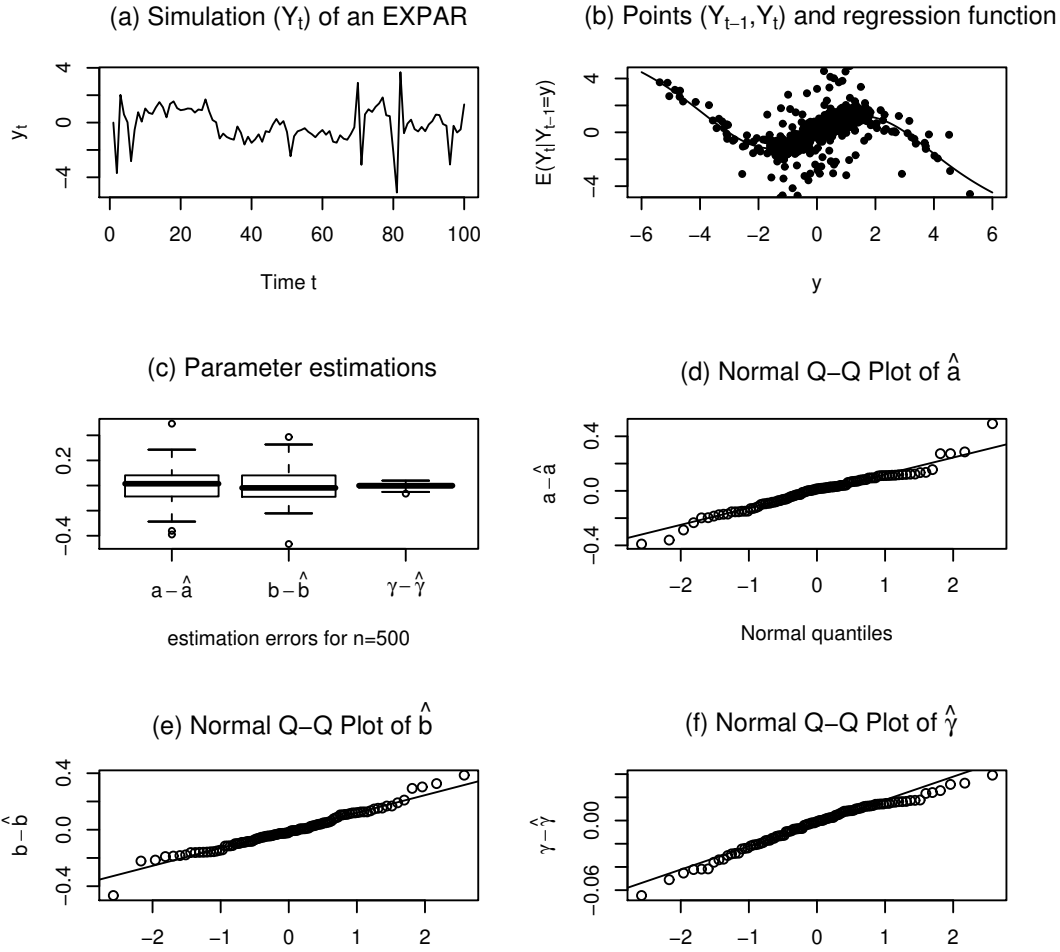 (a) Simulation (Yₜ) of an EXPAR
4
0
−4
yₜ
0 20 40 60 80 100
Time t
(b) Points (Yₜ₋₁,Yₜ) and regression function
4
0
−4
E(Yₜ|Yₜ₋₁=y)
−6 −4 −2 0 2 4 6
y
(c) Parameter estimations
0.2
−0.4
a − â b − b̂ γ − γ̂
estimation errors for n=500
(d) Normal Q−Q Plot of â
0.4
0.0
−0.4
a − â
−2 −1 0 1 2
Normal quantiles
(e) Normal Q−Q Plot of b̂
0.4
0.0
−0.4
b − b̂
−2 −1 0 1 2
(f) Normal Q−Q Plot of γ̂
0.00
−0.06
γ − γ̂
−2 −1 0 1 2